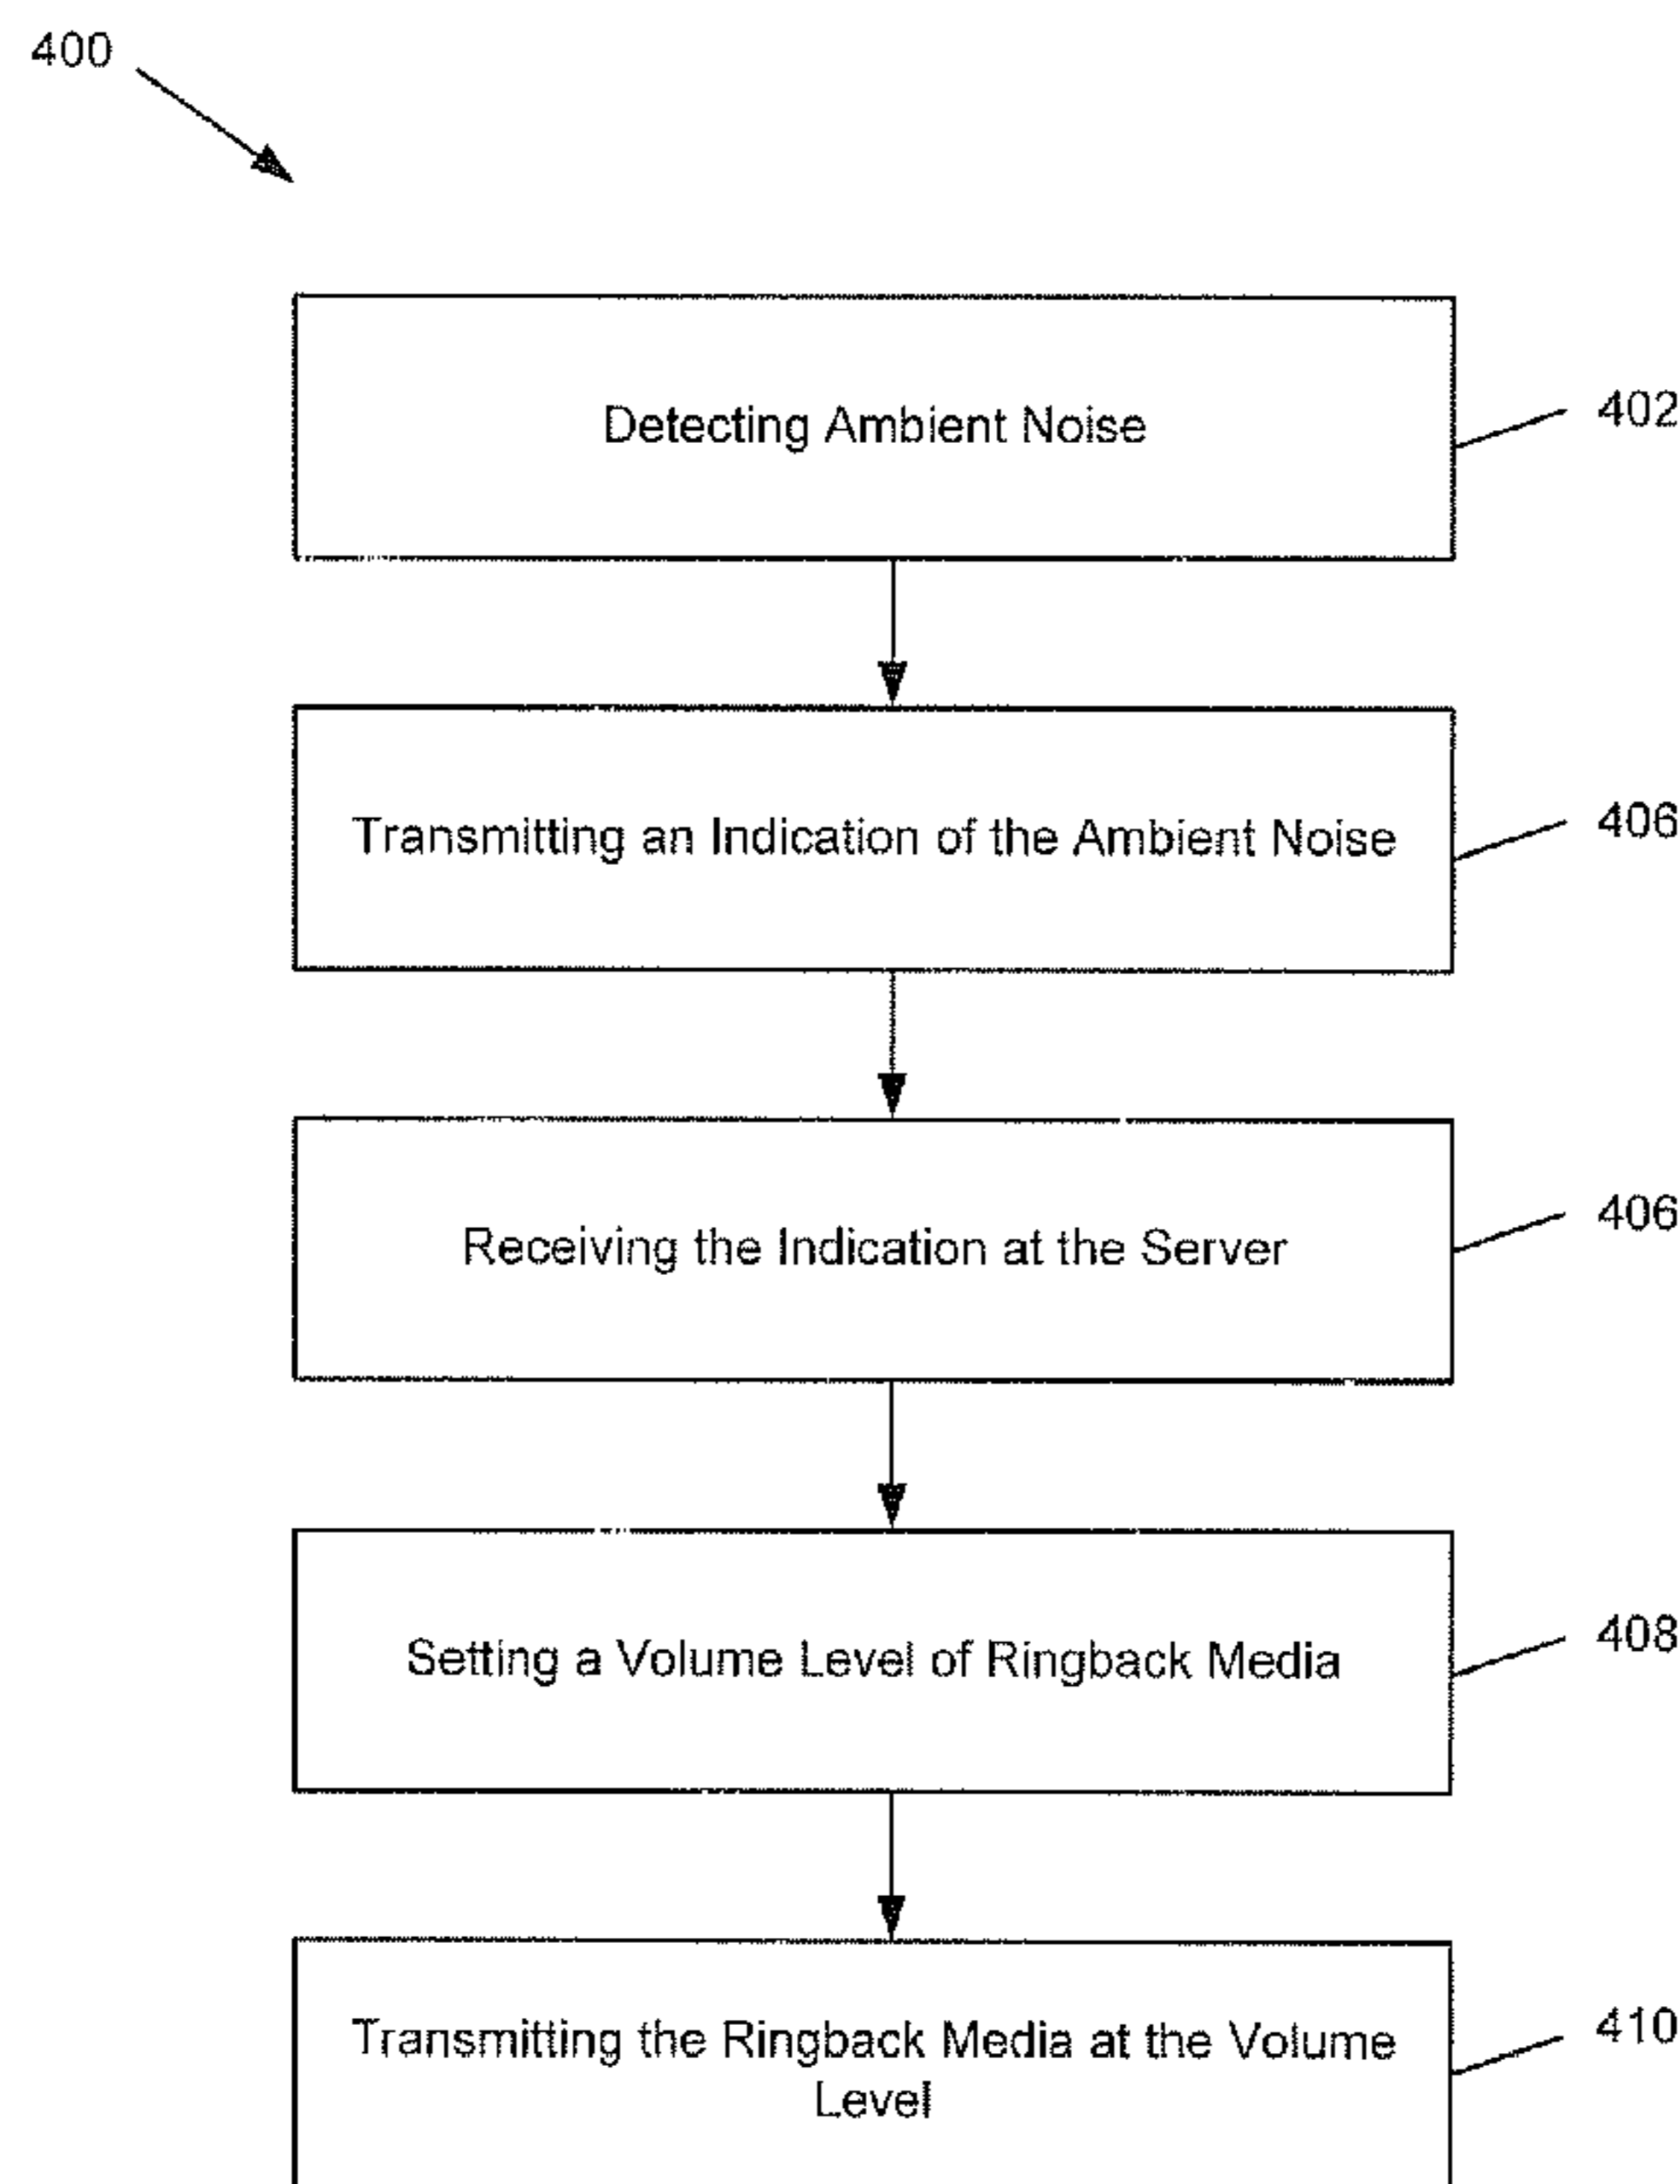 400
Detecting Ambient Noise
402
Transmitting an Indication of the Ambient Noise
406
Receiving the Indication at the Server
406
Setting a Volume Level of Ringback Media
408
Transmitting the Ringback Media at the Volume
Level
410